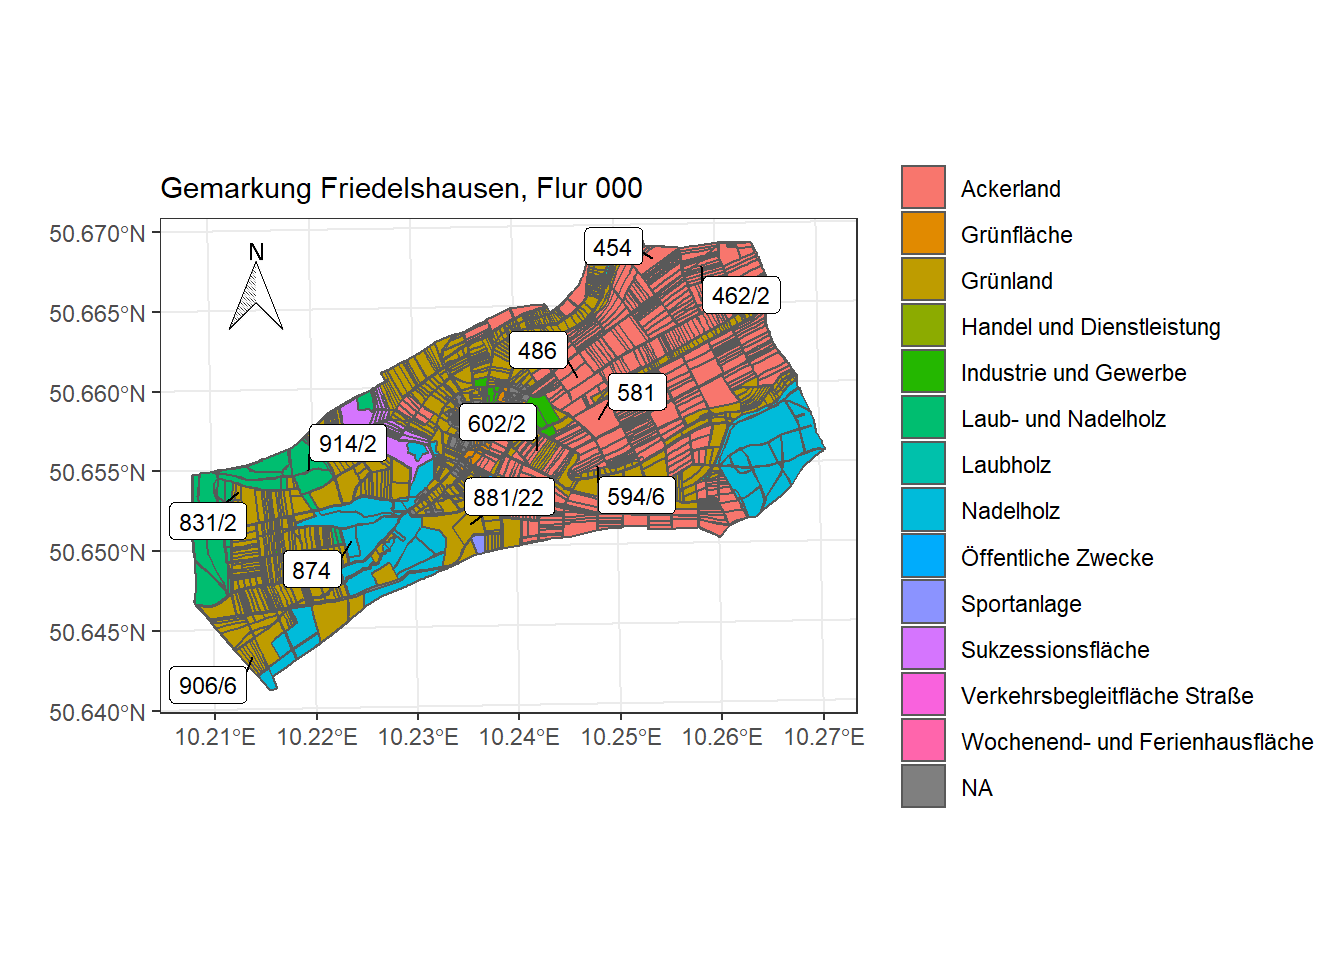 Gemarkung Friedelshausen, Flur 000
N
50.670°N
50.665°N
50.660°N
50.655°N
50.650°N
50.645°N
50.640°N
10.21°E
10.22°E
10.23°E
10.24°E
10.25°E
10.26°E
10.27°E
454
462/2
486
581
602/2
914/2
881/22
594/6
831/2
874
906/6
Ackerland
Grünfläche
Grünland
Handel und Dienstleistung
Industrie und Gewerbe
Laub- und Nadelholz
Laubholz
Nadelholz
Öffentliche Zwecke
Sportanlage
Sukzessionsfläche
Verkehrsbegleitfläche Straße
Wochenend- und Ferienhausfläche
NA